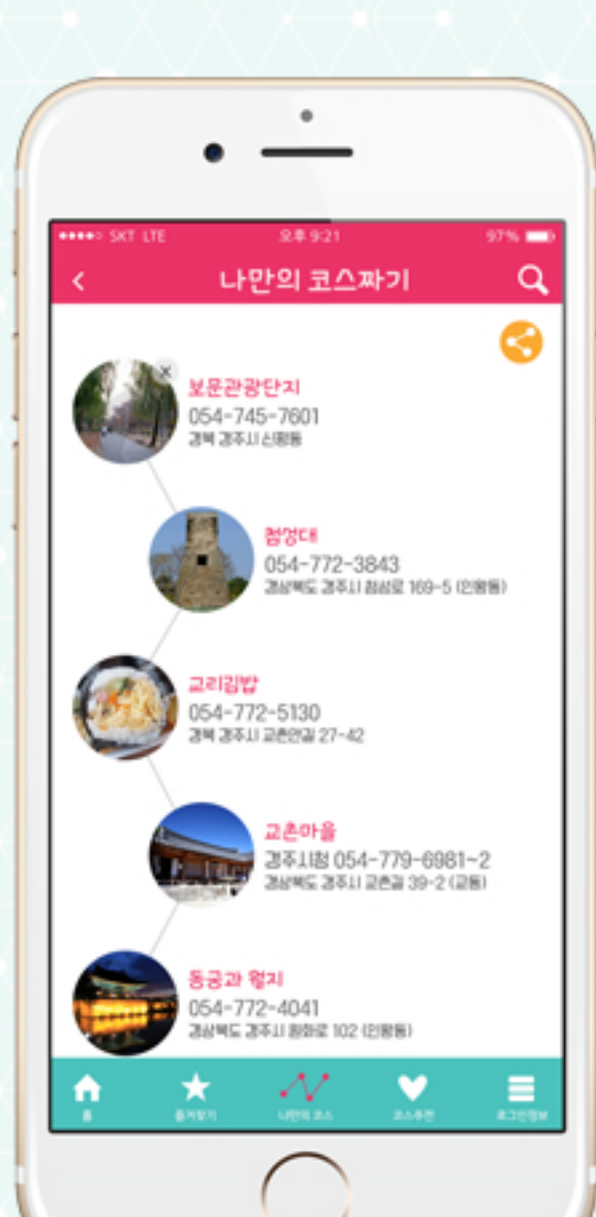 SKT LTE 오후 9:21 97%
나만의 코스짜기
보문관광단지
054-745-7601
경북 경주시 신평동
첨성대
054-772-3843
경상북도 경주시 첨성로 169-5 (인왕동)
교리김밥
054-772-5130
경북 경주시 교촌안길 27-42
교촌마을
경주시청 054-779-6981~2
경상북도 경주시 교촌길 39-2 (교동)
동궁과 월지
054-772-4041
경상북도 경주시 원화로 102 (인왕동)
홈 즐겨찾기 나만의 코스 코스추천 로그인정보